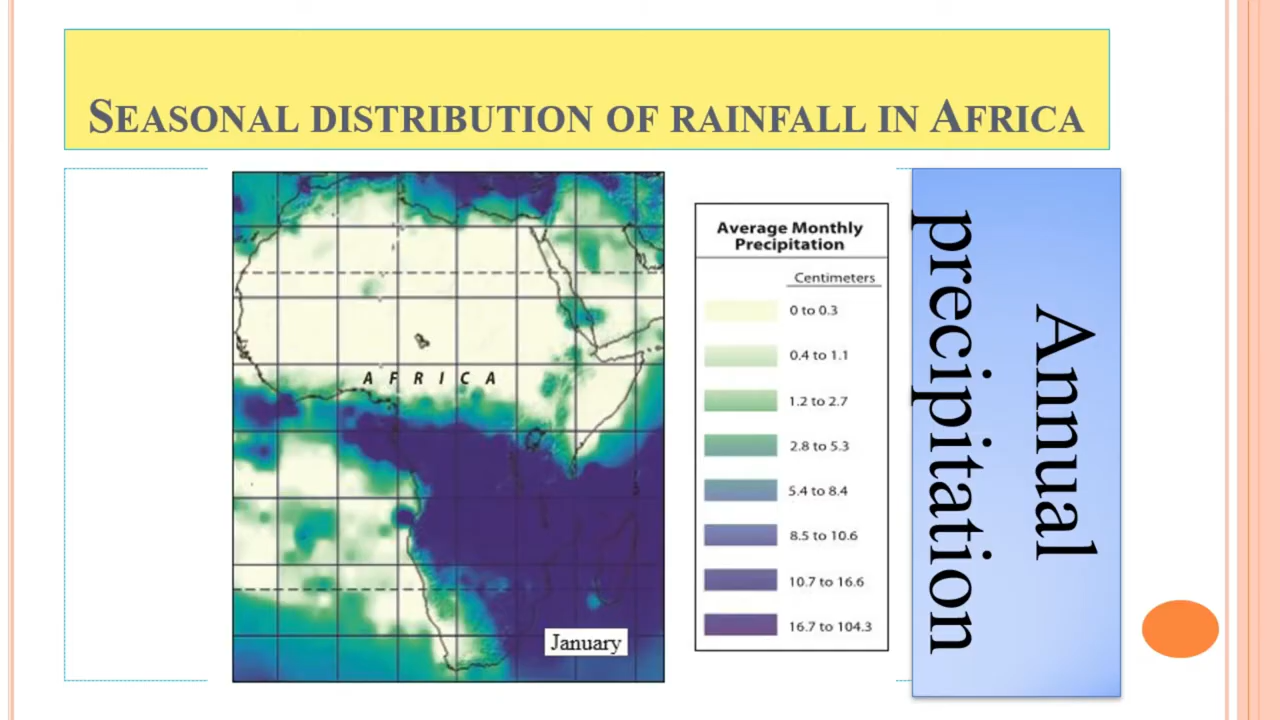 SEASONAL DISTRIBUTION OF RAINFALL IN AFRICA
AFRICA
January
Average Monthly
Precipitation
Centimeters
0 to 0.3
0.4 to 1.1
1.2 to 2.7
2.8 to 5.3
5.4 to 8.4
8.5 to 10.6
10.7 to 16.6
16.7 to 104.3
Annual
precipitation